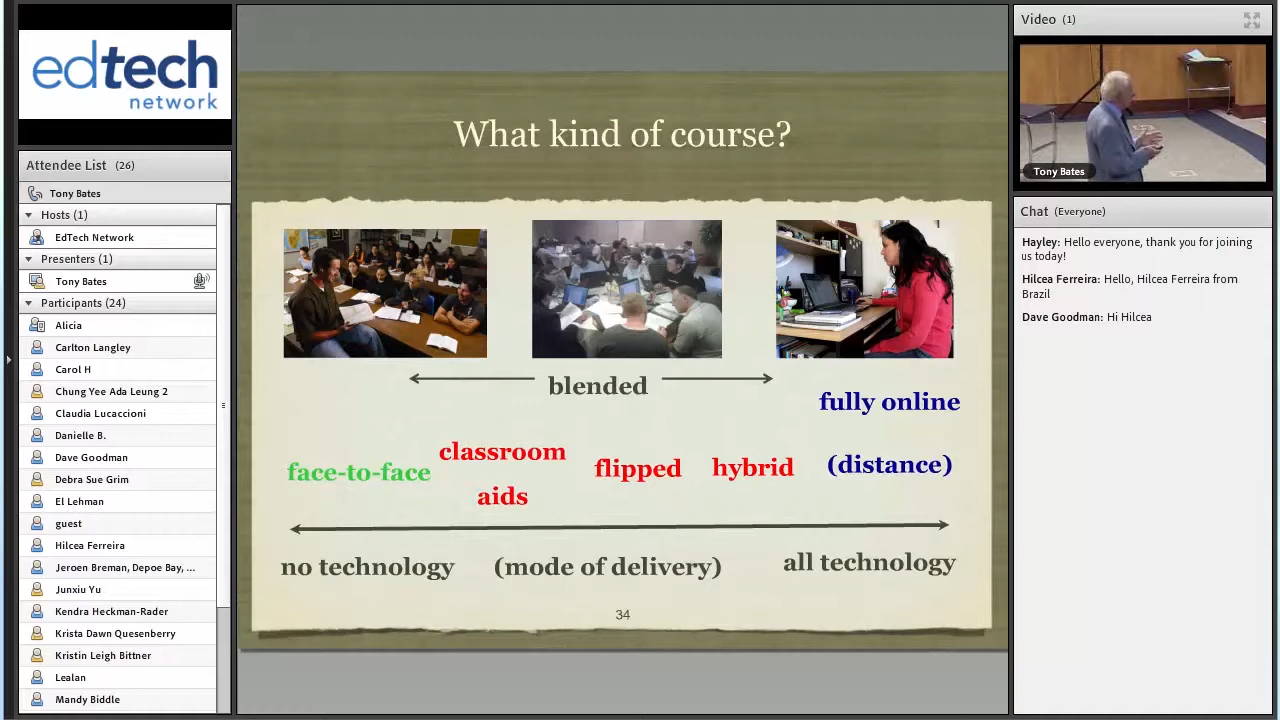 edtech
network
Attendee List (26)
Tony Bates
Hosts (1)
EdTech Network
Presenters (1)
Tony Bates
Participants (24)
Alicia
Carlton Langley
Carol H
Chung Yee Ada Leung 2
Claudia Lucaccioni
Danielle B.
Dave Goodman
Debra Sue Grim
El Lehman
guest
Hilcea Ferreira
Jeroen Breman, Depoe Bay, ...
Junxiu Yu
Kendra Heckman-Rader
Krista Dawn Quesenberry
Kristin Leigh Bittner
Lealan
Mandy Biddle
What kind of course?
blended
fully online
face-to-face
classroom
aids
flipped
hybrid
(distance)
no technology
(mode of delivery)
all technology
34
Video (1)
Tony Bates
Chat (Everyone)
Hayley: Hello everyone, thank you for joining
us today!
Hilcea Ferreira: Hello, Hilcea Ferreira from
Brazil
Dave Goodman: Hi Hilcea